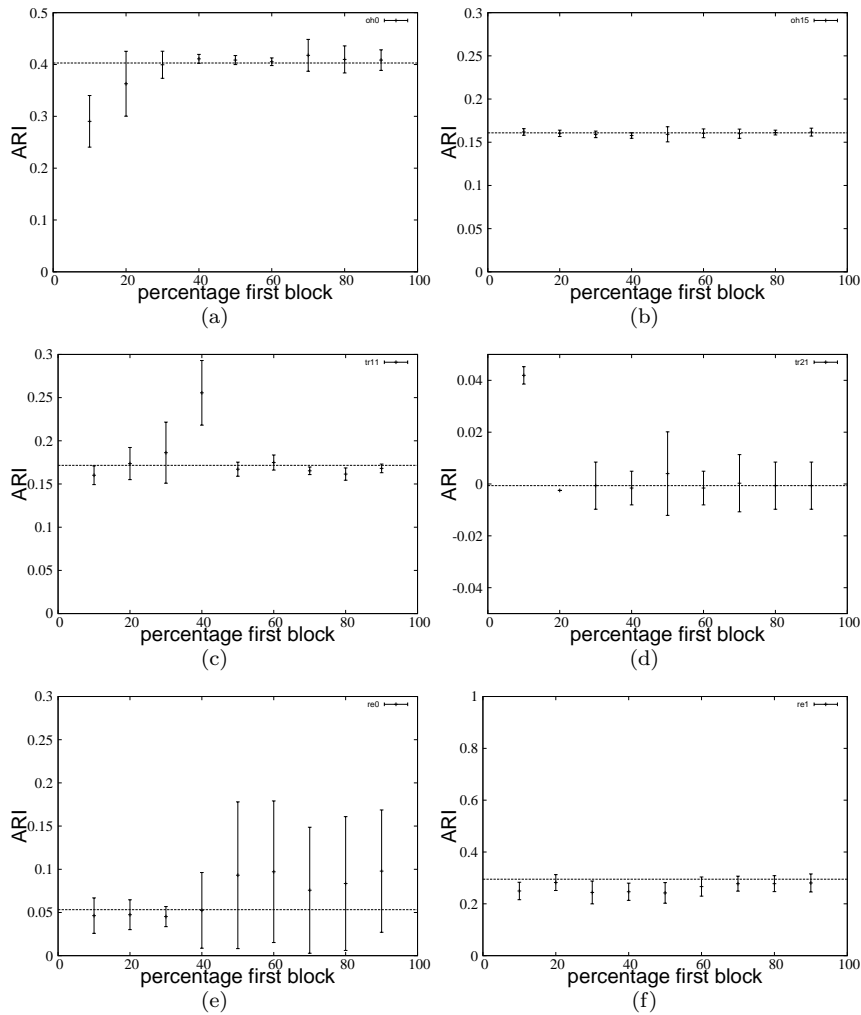 0.5
oh0
0.4
0.3
ARI
0.2
0.1
0
0 20 40 60 80 100
percentage first block
(a)
0.3
oh15
0.25
0.2
ARI
0.15
0.1
0.05
0
0 20 40 60 80 100
percentage first block
(b)
0.3
tr11
0.25
0.2
ARI
0.15
0.1
0.05
0
0 20 40 60 80 100
percentage first block
(c)
tr21
0.04
0.02
ARI
0
-0.02
-0.04
0 20 40 60 80 100
percentage first block
(d)
0.3
re0
0.25
0.2
ARI
0.15
0.1
0.05
0
0 20 40 60 80 100
percentage first block
(e)
1
re1
0.8
0.6
ARI
0.4
0.2
0
0 20 40 60 80 100
percentage first block
(f)